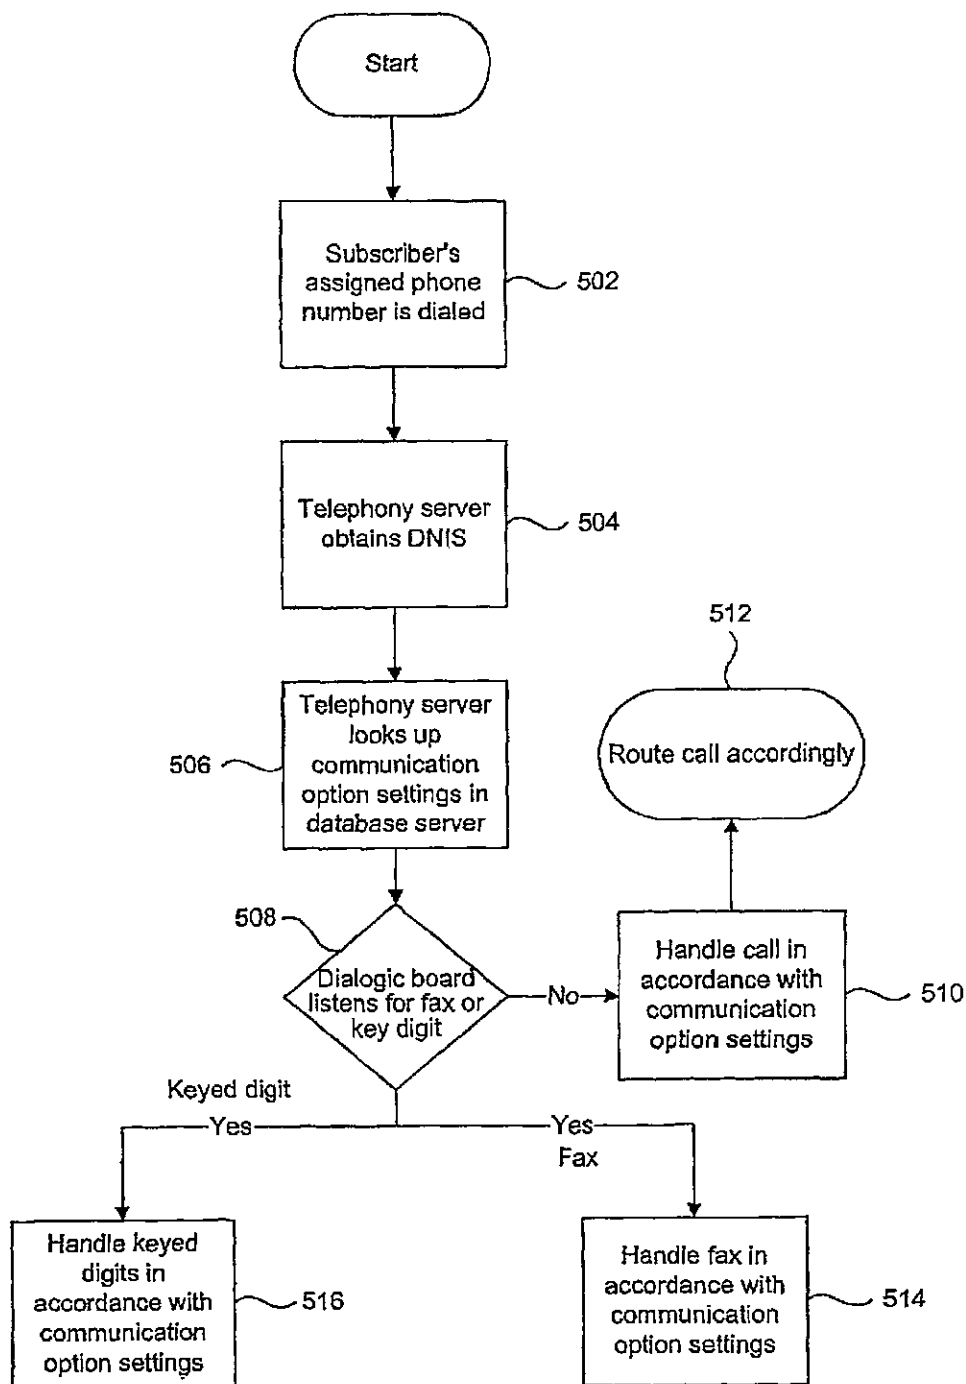 Start
Subscriber's
assigned phone
number is dialed
502
Telephony server
obtains DNIS
504
512
Route call accordingly
Telephony server
looks up
communication
option settings in
database server
506
508
Dialogic board
listens for fax or
key digit
No
Handle call in
accordance with
communication
option settings
510
Keyed digit
Yes
Yes
Fax
Handle keyed
digits in
accordance with
communication
option settings
516
Handle fax in
accordance with
communication
option settings
514